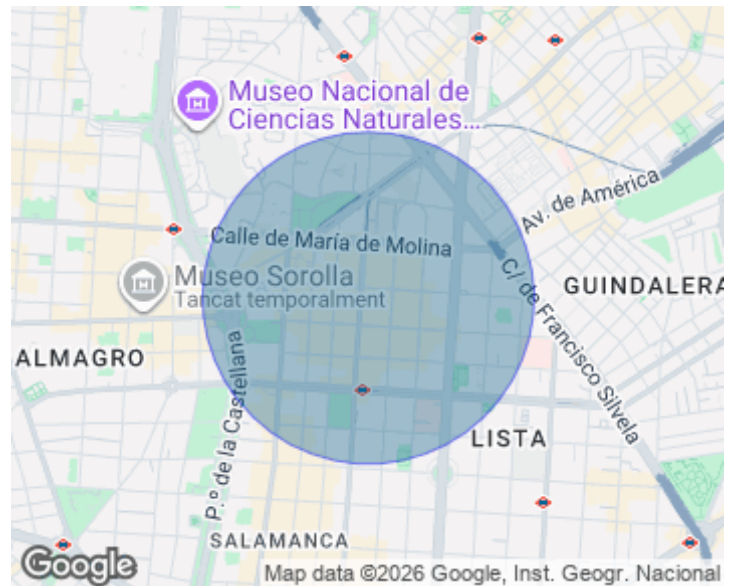 Museo Nacional de
Ciencias Naturales...
Av. de América
Calle de María de Molina
Museo Sorolla
Tancat temporalment
C/ de Francisco Silvela
GUINDALERA
ALMAGRO
P.º de la Castellana
LISTA
SALAMANCA
Google
Map data ©2026 Google, Inst. Geogr. Nacional